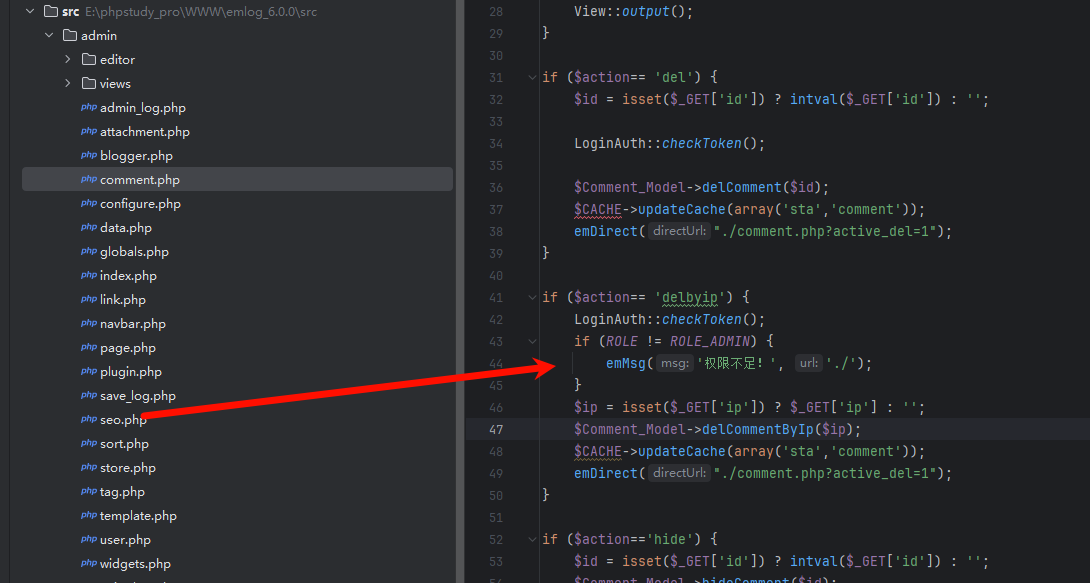 src E:\phpstudy_pro\WWW\emlog_6.0.0\src
admin
editor
views
php admin_log.php
php attachment.php
php blogger.php
php comment.php
php configure.php
php data.php
php globals.php
php index.php
php link.php
php navbar.php
php page.php
php plugin.php
php save_log.php
php seo.php
php sort.php
php store.php
php tag.php
php template.php
php user.php
php widgets.php
28 View::output();
29 }
30
31 if ($action== 'del') {
32 $id = isset($_GET['id']) ? intval($_GET['id']) : '';
33
34 LoginAuth::checkToken();
35
36 $Comment_Model->delComment($id);
37 $CACHE->updateCache(array('sta','comment'));
38 emDirect( directUrl: "./comment.php?active_del=1");
39 }
40
41 if ($action== 'delbyip') {
42 LoginAuth::checkToken();
43 if (ROLE != ROLE_ADMIN) {
44 emMsg( msg: '权限不足!', url: './');
45 }
46 $ip = isset($_GET['ip']) ? $_GET['ip'] : '';
47 $Comment_Model->delCommentByIp($ip);
48 $CACHE->updateCache(array('sta','comment'));
49 emDirect( directUrl: "./comment.php?active_del=1");
50 }
51
52 if ($action=='hide') {
53 $id = isset($_GET['id']) ? intval($_GET['id']) : '';
$Comment_Model->hideComment($id);